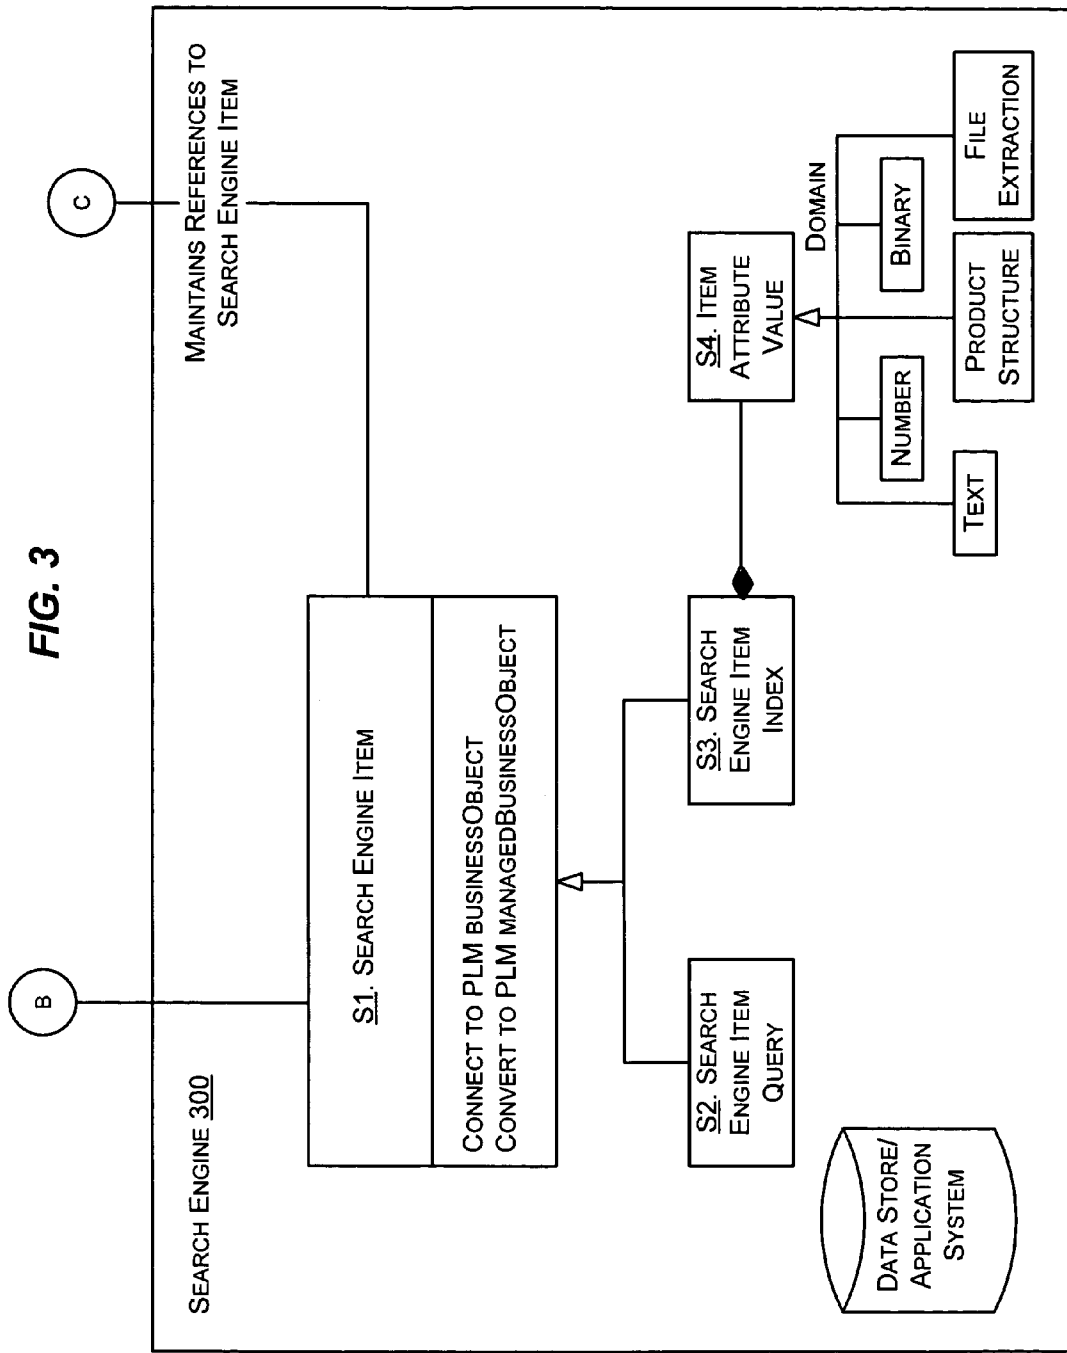 FIG. 3
B
C
SEARCH ENGINE 300
MAINTAINS REFERENCES TO
SEARCH ENGINE ITEM
S1. SEARCH ENGINE ITEM
CONNECT TO PLM BUSINESSOBJECT
CONVERT TO PLM MANAGEDBUSINESSOBJECT
S2. SEARCH
ENGINE ITEM
QUERY
S3. SEARCH
ENGINE ITEM
INDEX
S4. ITEM
ATTRIBUTE
VALUE
DOMAIN
TEXT
NUMBER
PRODUCT
STRUCTURE
BINARY
FILE
EXTRACTION
DATA STORE/
APPLICATION
SYSTEM